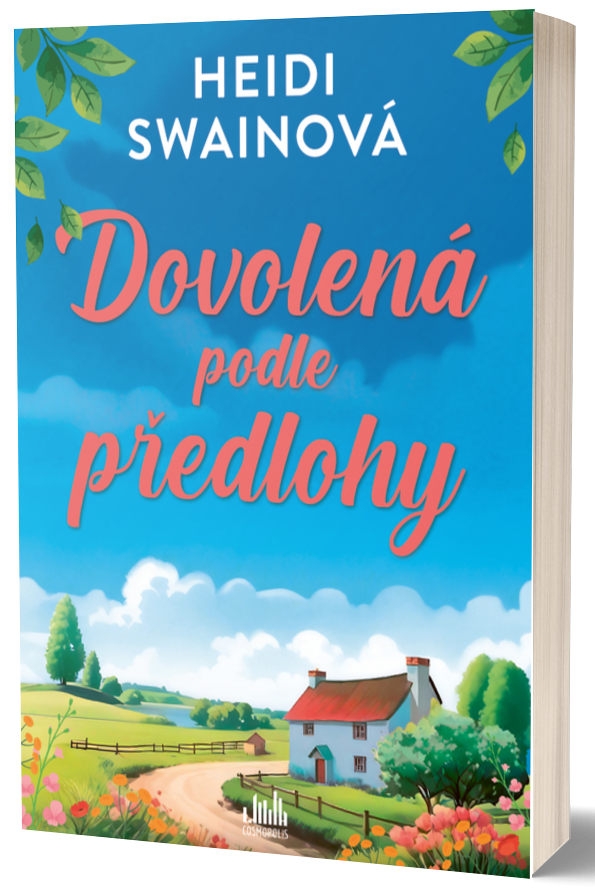 HEIDI
SWAINOVÁ
Dovolená
podle
předlohy
COSMOPOLIS